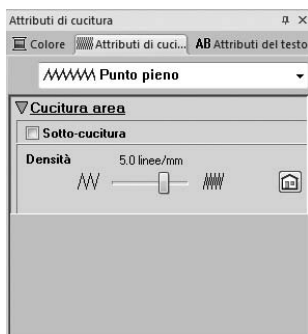 Attributi di cucitura
Colore Attributi di cuci... AB Attributi del testo
Punto pieno
Cucitura area
Sotto-cucitura
Densità 5.0 linee/mm